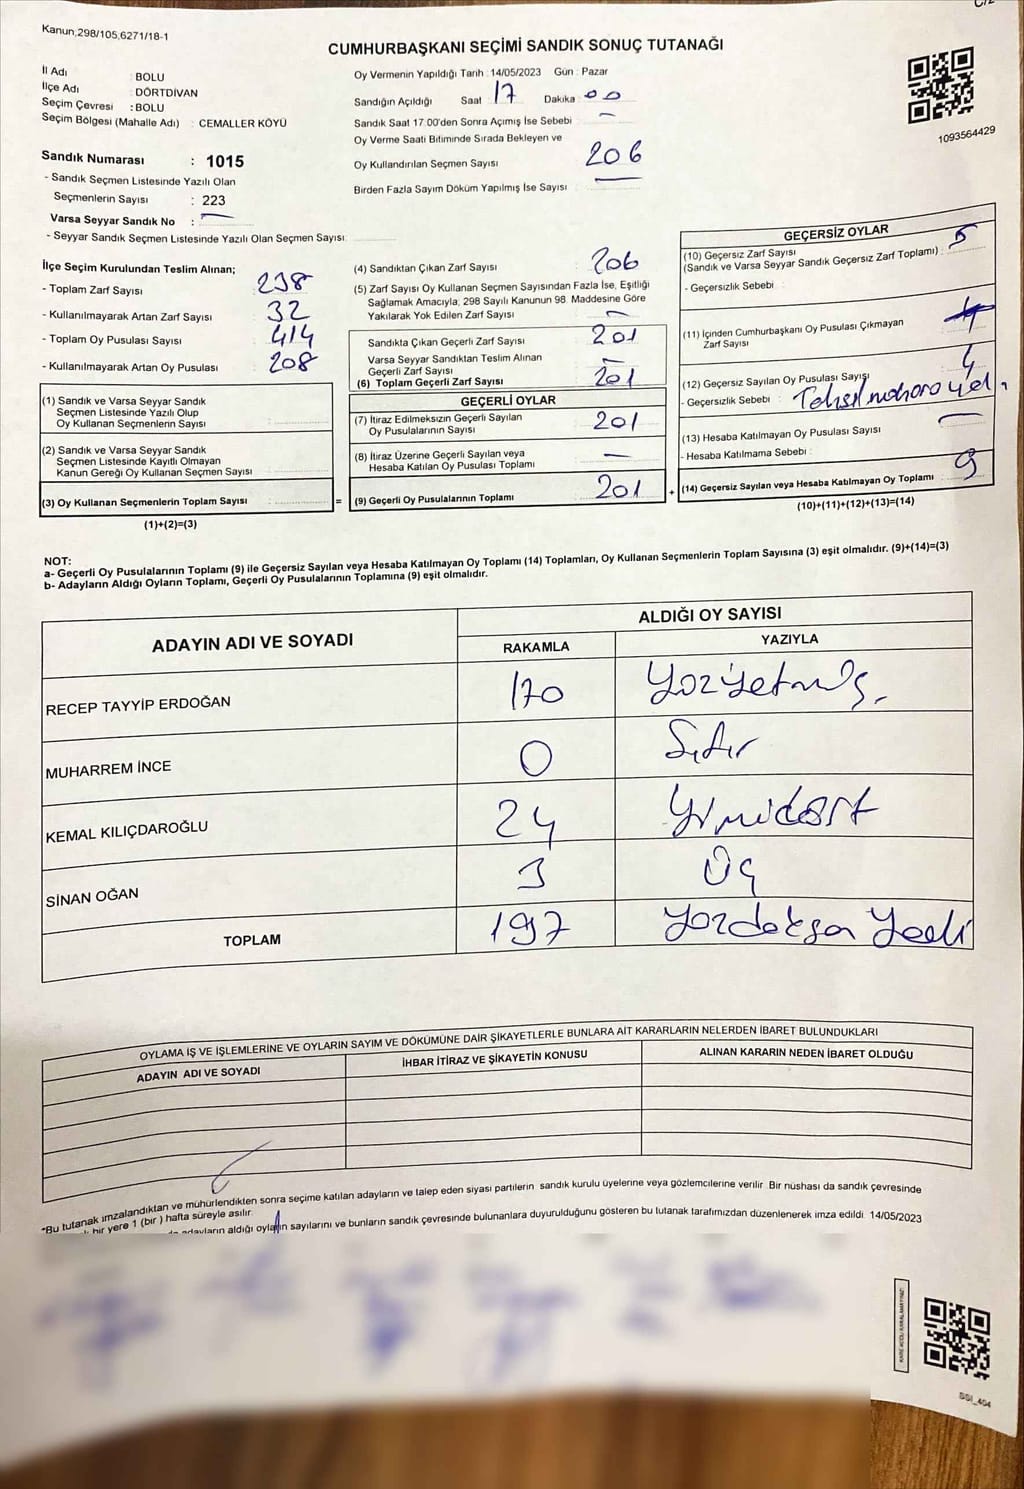 C/2
Kanun;298/105,6271/18-1
CUMHURBAŞKANI SEÇİMİ SANDIK SONUÇ TUTANAĞI
İl Adı : BOLU
İlçe Adı : DÖRTDİVAN
Seçim Çevresi : BOLU
Seçim Bölgesi (Mahalle Adı) : CEMALLER KÖYÜ
Sandık Numarası : 1015
- Sandık Seçmen Listesinde Yazılı Olan
Seçmenlerin Sayısı : 223
Varsa Seyyar Sandık No : —
- Seyyar Sandık Seçmen Listesinde Yazılı Olan Seçmen Sayısı:
Oy Vermenin Yapıldığı Tarih : 14/05/2023 Gün : Pazar
Sandığın Açıldığı Saat 17 Dakika 00
Sandık Saat 17:00'den Sonra Açımış İse Sebebi : —
Oy Verme Saati Bitiminde Sırada Bekleyen ve
Oy Kullandırılan Seçmen Sayısı 206
Birden Fazla Sayım Döküm Yapılmış İse Sayısı : —
1093564429
İlçe Seçim Kurulundan Teslim Alınan;
- Toplam Zarf Sayısı 238
- Kullanılmayarak Artan Zarf Sayısı : 32
- Toplam Oy Pusulası Sayısı : 414
- Kullanılmayarak Artan Oy Pusulası : 208
(1) Sandık ve Varsa Seyyar Sandık
Seçmen Listesinde Yazılı Olup
Oy Kullanan Seçmenlerin Sayısı :
(2) Sandık ve Varsa Seyyar Sandık
Seçmen Listesinde Kayıtlı Olmayan
Kanun Gereği Oy Kullanan Seçmen Sayısı :
(3) Oy Kullanan Seçmenlerin Toplam Sayısı :
(1)+(2)=(3)
(4) Sandıktan Çıkan Zarf Sayısı : 206
(5) Zarf Sayısı Oy Kullanan Seçmen Sayısından Fazla İse, Eşitliği
Sağlamak Amacıyla; 298 Sayılı Kanunun 98. Maddesine Göre
Yakılarak Yok Edilen Zarf Sayısı : —
Sandıkta Çıkan Geçerli Zarf Sayısı : 201
Varsa Seyyar Sandıktan Teslim Alınan
Geçerli Zarf Sayısı : —
(6) Toplam Geçerli Zarf Sayısı : 201
GEÇERLİ OYLAR
(7) İtiraz Edilmeksızın Geçerli Sayılan
Oy Pusulalarının Sayısı : 201
(8) İtiraz Üzerine Geçerli Sayılan veya
Hesaba Katılan Oy Pusulası Toplamı : —
= (9) Geçerli Oy Pusulalarının Toplamı : 201 +
GEÇERSİZ OYLAR
(10) Geçersiz Zarf Sayısı : 5
(Sandık ve Varsa Seyyar Sandık Geçersiz Zarf Toplamı) :
- Geçersizlik Sebebi :
(11) İçinden Cumhurbaşkanı Oy Pusulası Çıkmayan
Zarf Sayısı
(12) Geçersiz Sayılan Oy Pusulası Sayısı : 4
- Geçersizlik Sebebi :
(13) Hesaba Katılmayan Oy Pusulası Sayısı : —
- Hesaba Katılmama Sebebi :
(14) Geçersiz Sayılan veya Hesaba Katılmayan Oy Toplamı : 9
(10)+(11)+(12)+(13)=(14)
NOT:
a- Geçerli Oy Pusulalarının Toplamı (9) ile Geçersiz Sayılan veya Hesaba Katılmayan Oy Toplamı (14) Toplamları, Oy Kullanan Seçmenlerin Toplam Sayısına (3) eşit olmalıdır. (9)+(14)=(3)
b- Adayların Aldığı Oyların Toplamı, Geçerli Oy Pusulalarının Toplamına (9) eşit olmalıdır.
ADAYIN ADI VE SOYADI ALDIĞI OY SAYISI
RAKAMLA YAZIYLA
RECEP TAYYİP ERDOĞAN 170 Yüzyetmiş.
MUHARREM İNCE 0 Sıfır
KEMAL KILIÇDAROĞLU 24 Yirmidört
SİNAN OĞAN 3 Üç
TOPLAM 197 Yüzdoksan Yedi
OYLAMA İŞ VE İŞLEMLERİNE VE OYLARIN SAYIM VE DÖKÜMÜNE DAİR ŞİKAYETLERLE BUNLARA AİT KARARLARIN NELERDEN İBARET BULUNDUKLARI
ADAYIN ADI VE SOYADI İHBAR İTİRAZ VE ŞİKAYETİN KONUSU ALINAN KARARIN NEDEN İBARET OLDUĞU
*Bu tutanak imzalandıktan ve mühürlendikten sonra seçime katılan adayların ve talep eden siyasi partilerin sandık kurulu üyelerine veya gözlemcilerine verilir. Bir nüshası da sandık çevresinde
bir yere 1 (bir ) hafta süreyle asılır.
adayların aldığı oyların sayılarını ve bunların sandık çevresinde bulunanlara duyurulduğunu gösteren bu tutanak tarafımızdan düzenlenerek imza edildi. 14/05/2023
KARE KODU KARALAMAYINIZ!
SSI_404